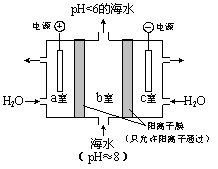 pH<6的海水
电源 ⊕
⊖ 电源
a室
b室
c室
H₂O
H₂O
阳离子膜
(只允许阳离子通过)
海水
(pH≈8)